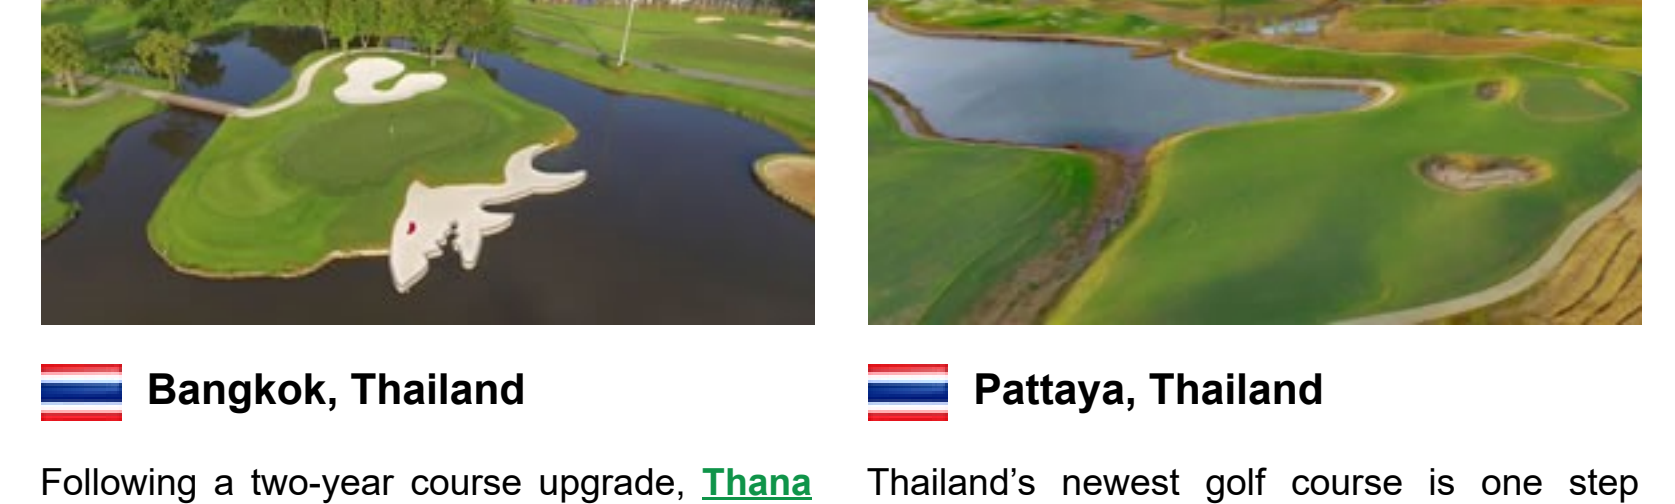 Bangkok, Thailand
Following a two-year course upgrade, Thana
Pattaya, Thailand
Thailand’s newest golf course is one step